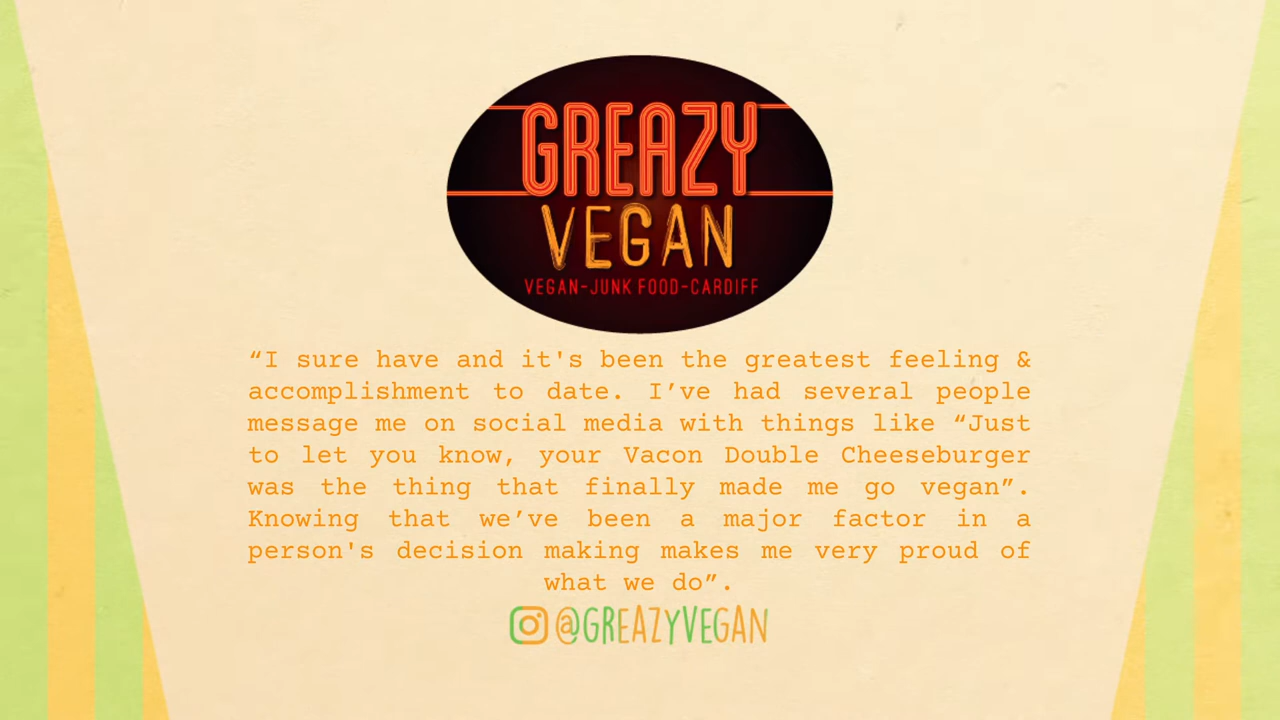 GREAZY
VEGAN
VEGAN-JUNK FOOD-CARDIFF
“I sure have and it's been the greatest feeling &
accomplishment to date. I’ve had several people
message me on social media with things like “Just
to let you know, your Vacon Double Cheeseburger
was the thing that finally made me go vegan”.
Knowing that we’ve been a major factor in a
person's decision making makes me very proud of
what we do”.
@GREAZYVEGAN